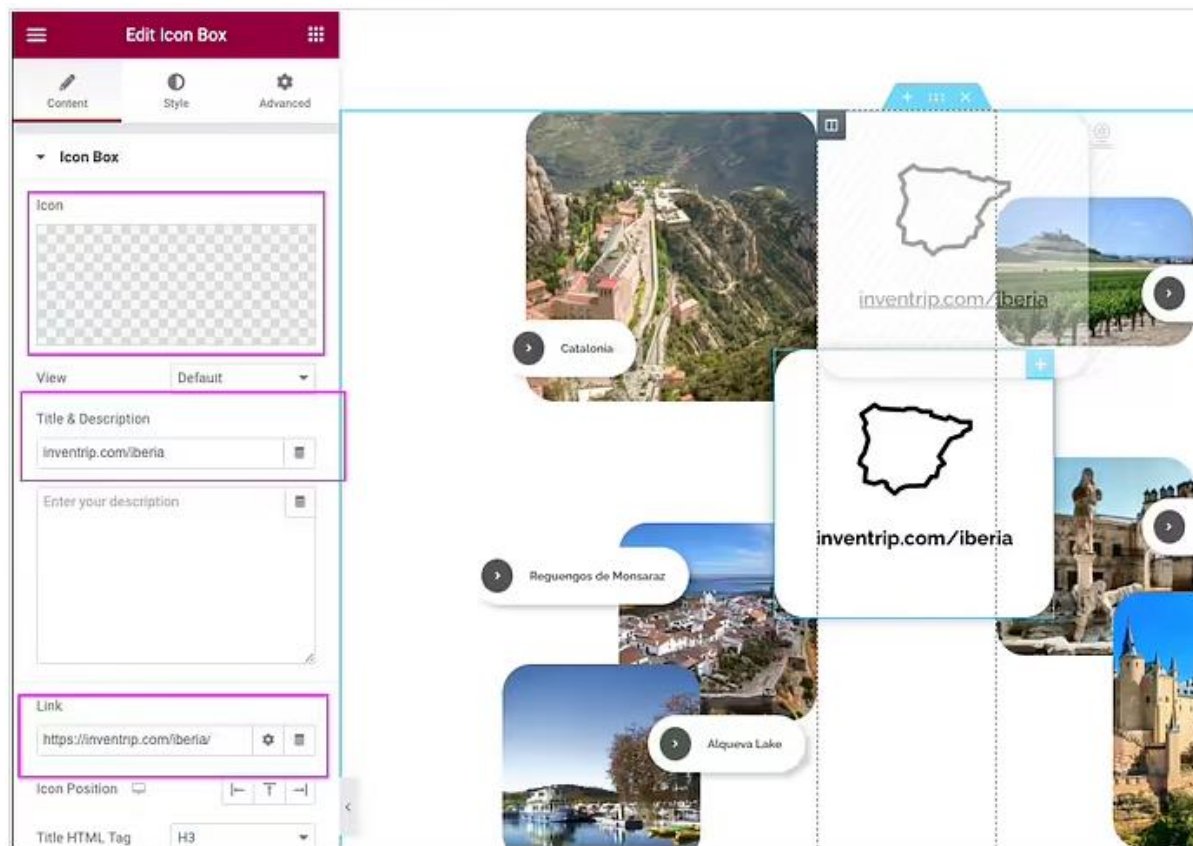 Edit Icon Box
Content
Style
Advanced
Icon Box
Icon
View
Default
Title & Description
inventrip.com/iberia
Enter your description
Link
https://inventrip.com/iberia/
Icon Position
Title HTML Tag
H3
inventrip.com/iberia
Catalonia
inventrip.com/iberia
Reguengos de Monsaraz
Alqueva Lake